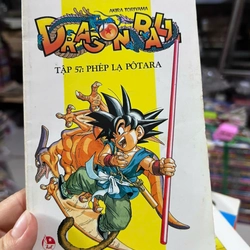 AKIRA TORIYAMA
DRAGON BALL
TẬP 57: PHÉP LẠ PÔTARA